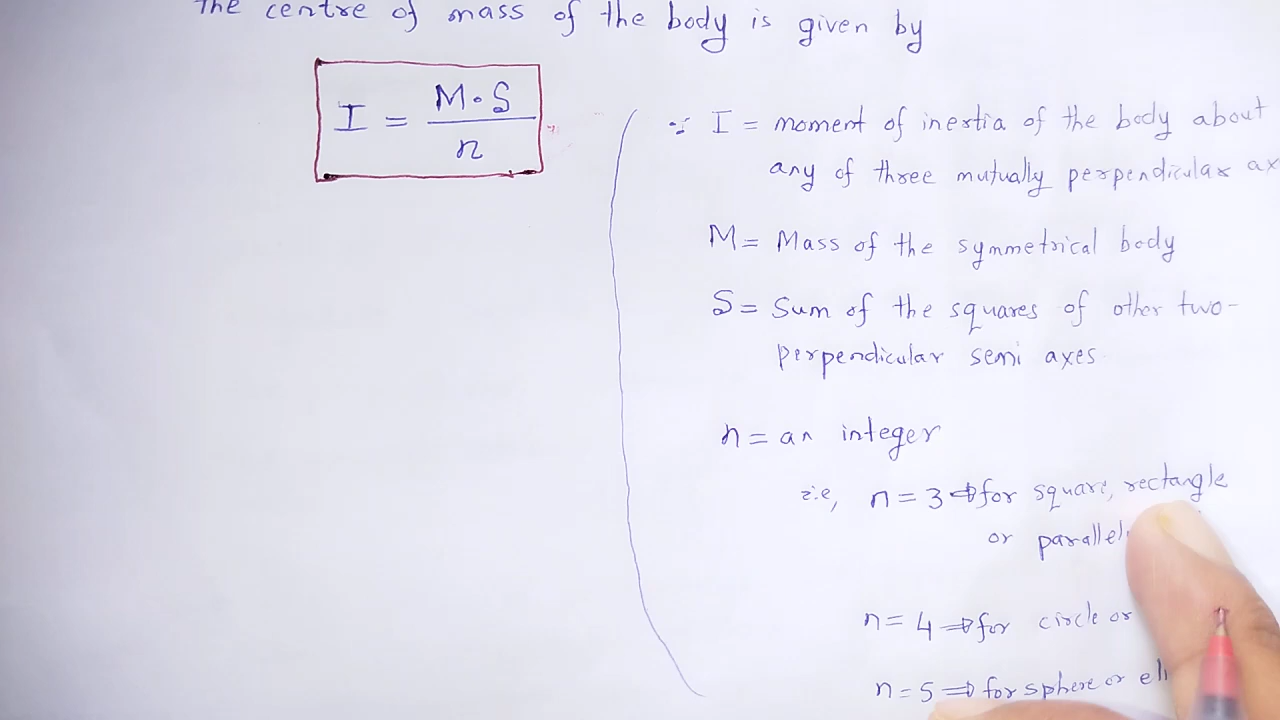 The centre of mass of the body is given by
I = M·S / n
∵ I = moment of inertia of the body about
any of three mutually perpendicular
M = Mass of the symmetrical body
S = Sum of the squares of other two-
perpendicular semi axes
n = an integer
i.e, n = 3 ⇒ for square, rectangle
or
n = 4 ⇒ for circle or
n = 5 ⇒ for sphere or